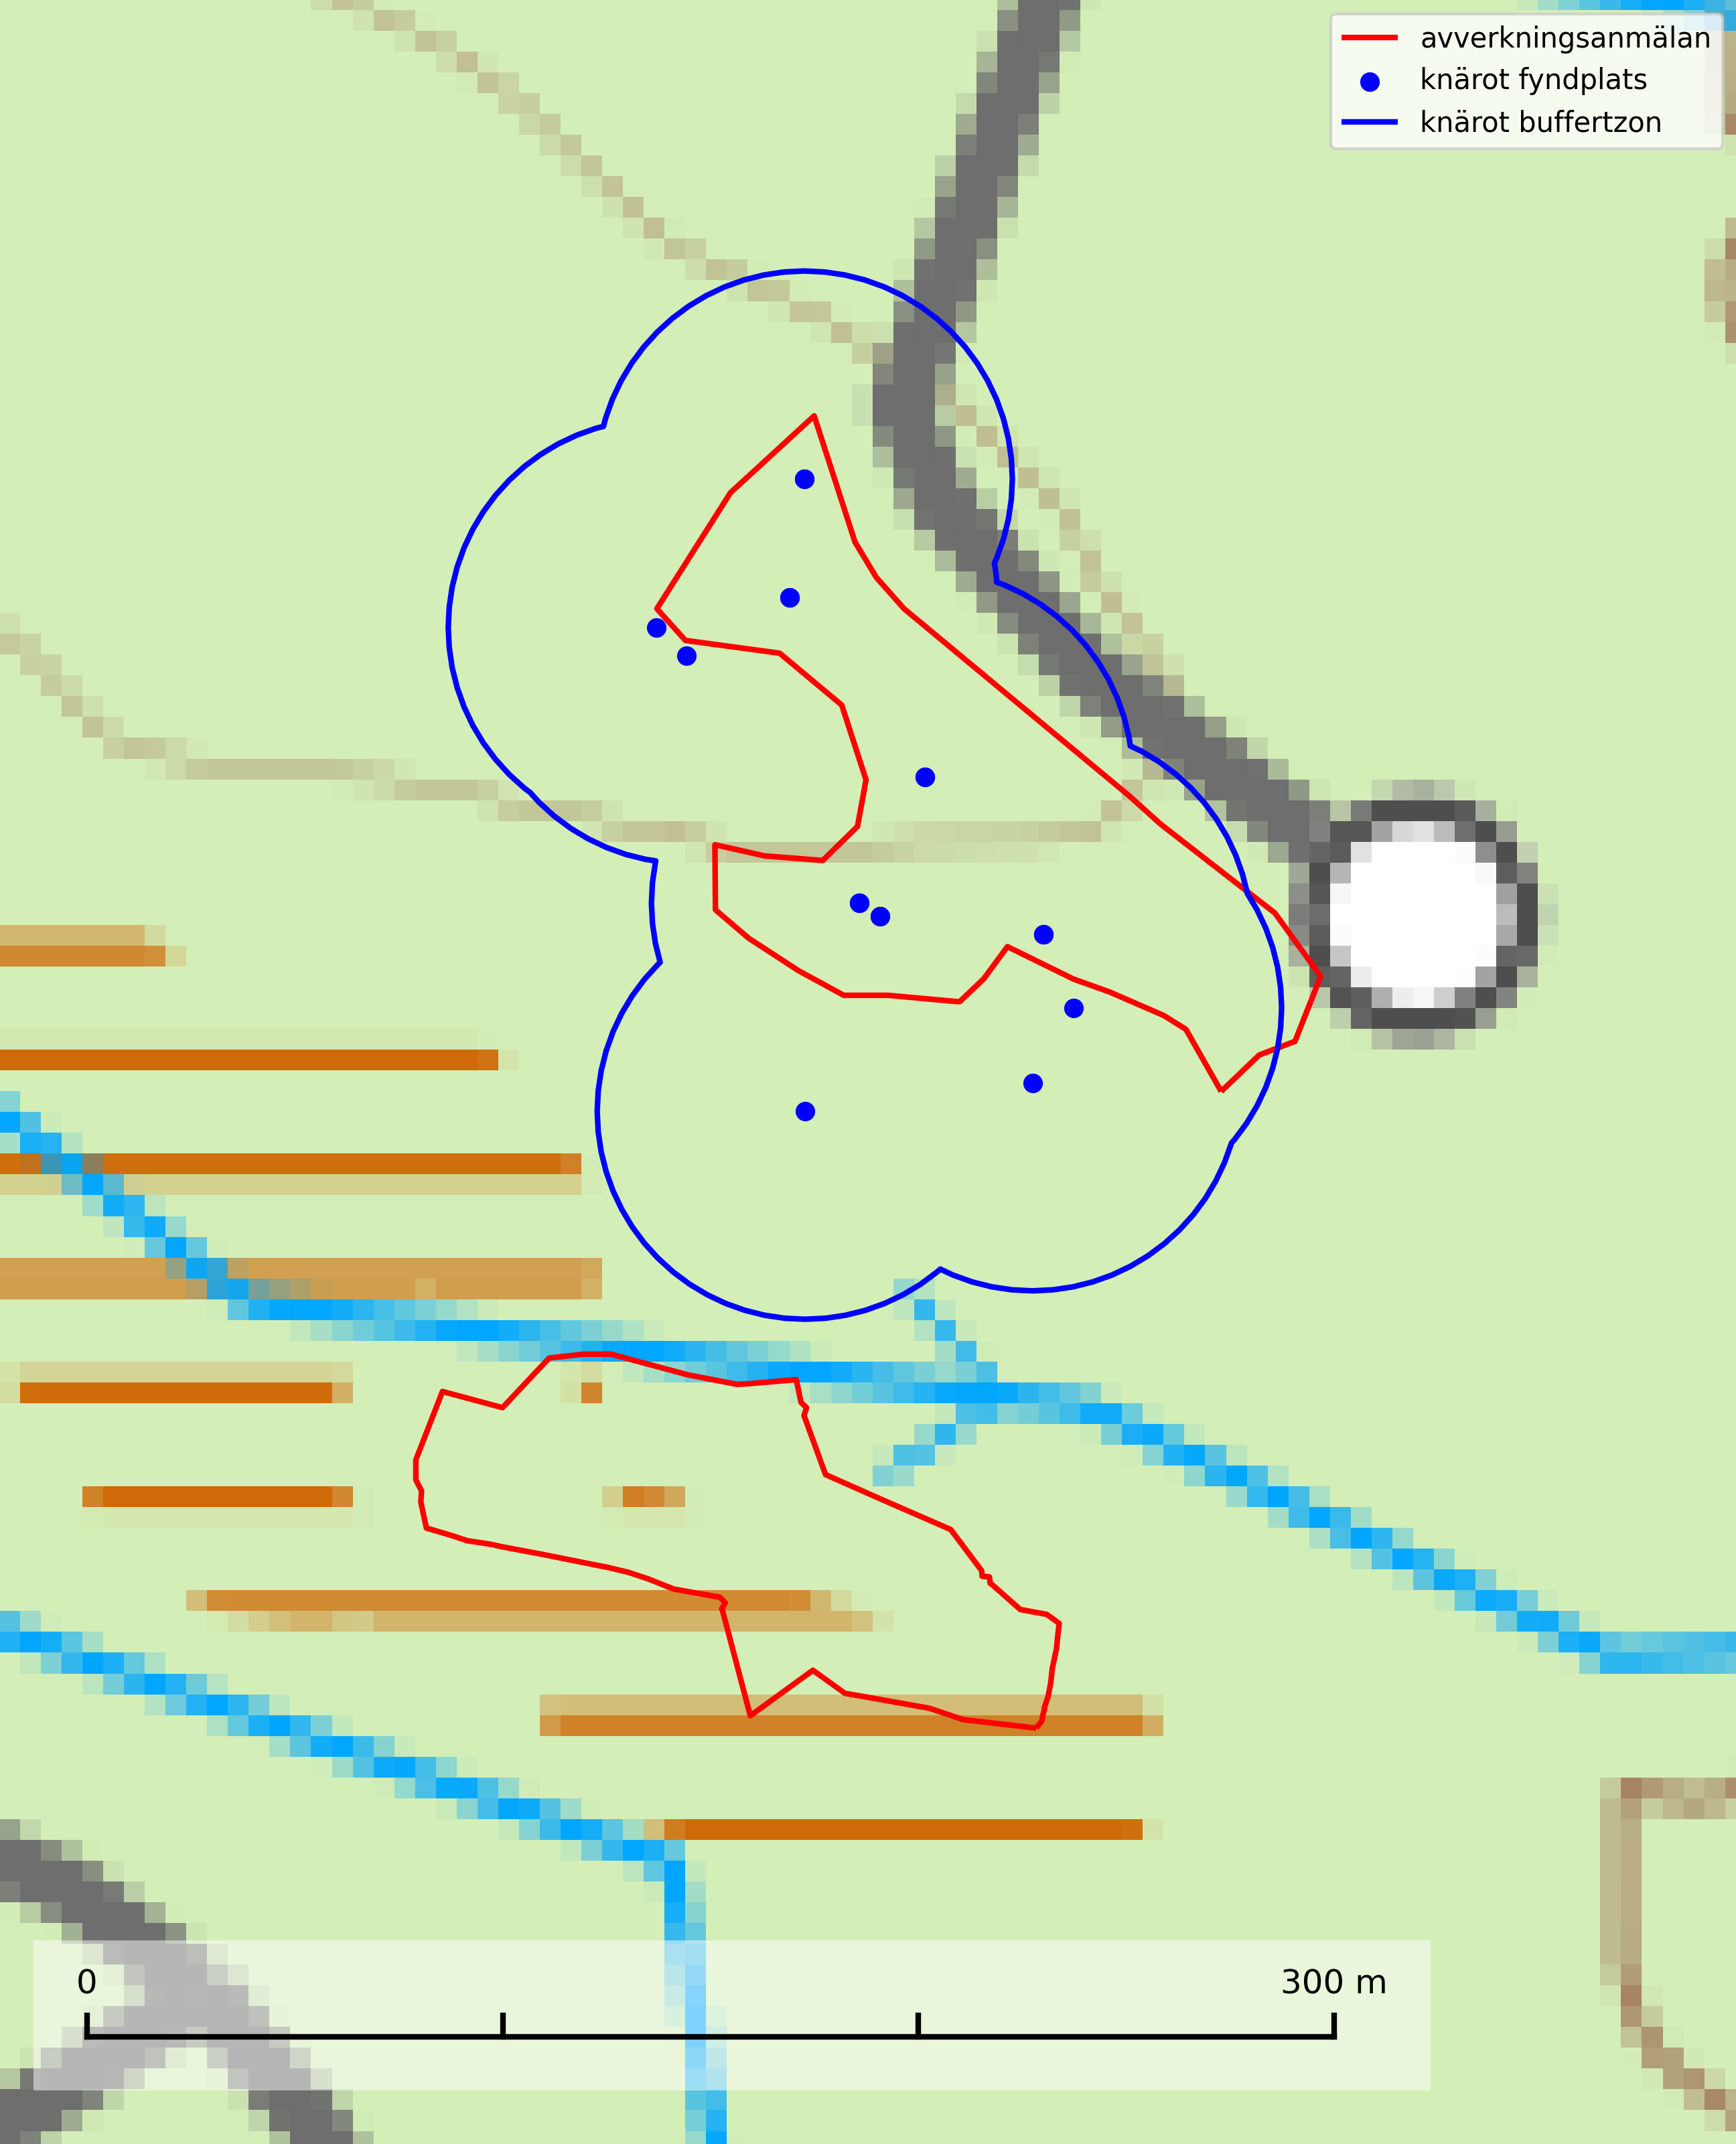 avverkningsanmälan
knärot fyndplats
knärot buffertzon
0
300 m